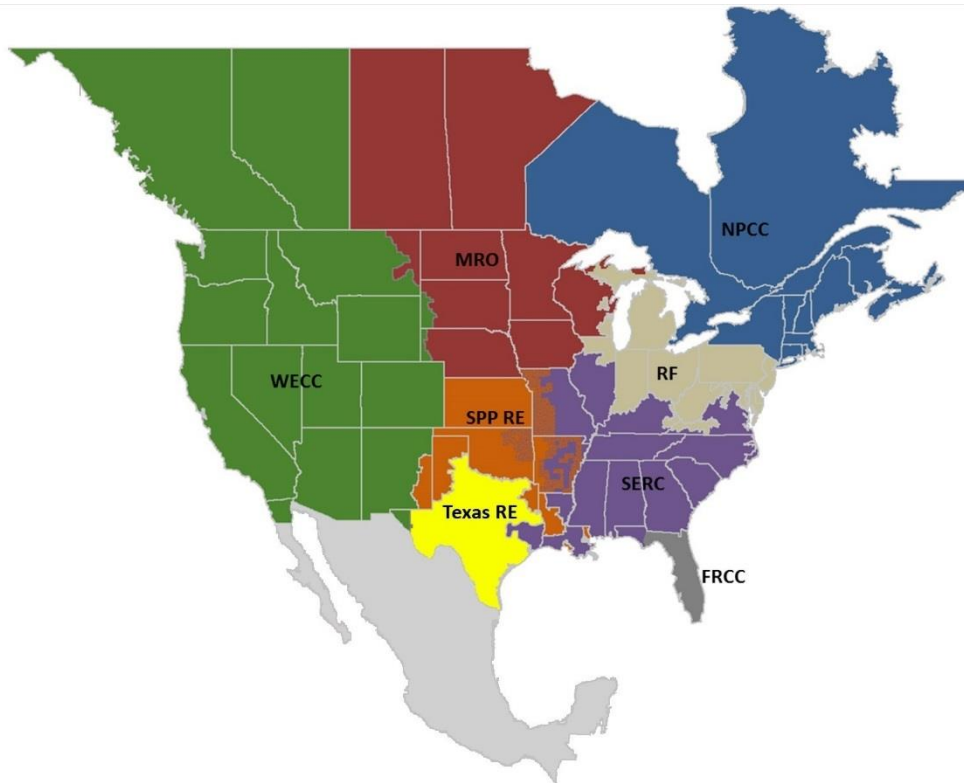 NPCC
MRO
RF
WECC
SPP RE
SERC
Texas RE
FRCC